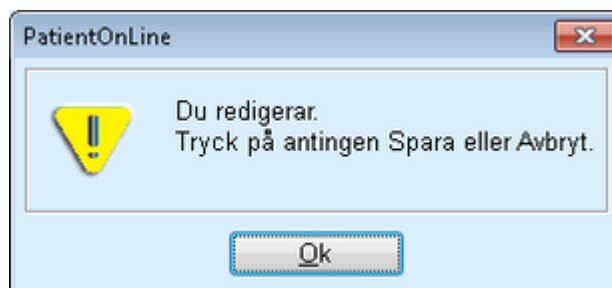 PatientOnLine
Du redigerar.
Tryck på antingen Spara eller Avbryt.
Ok